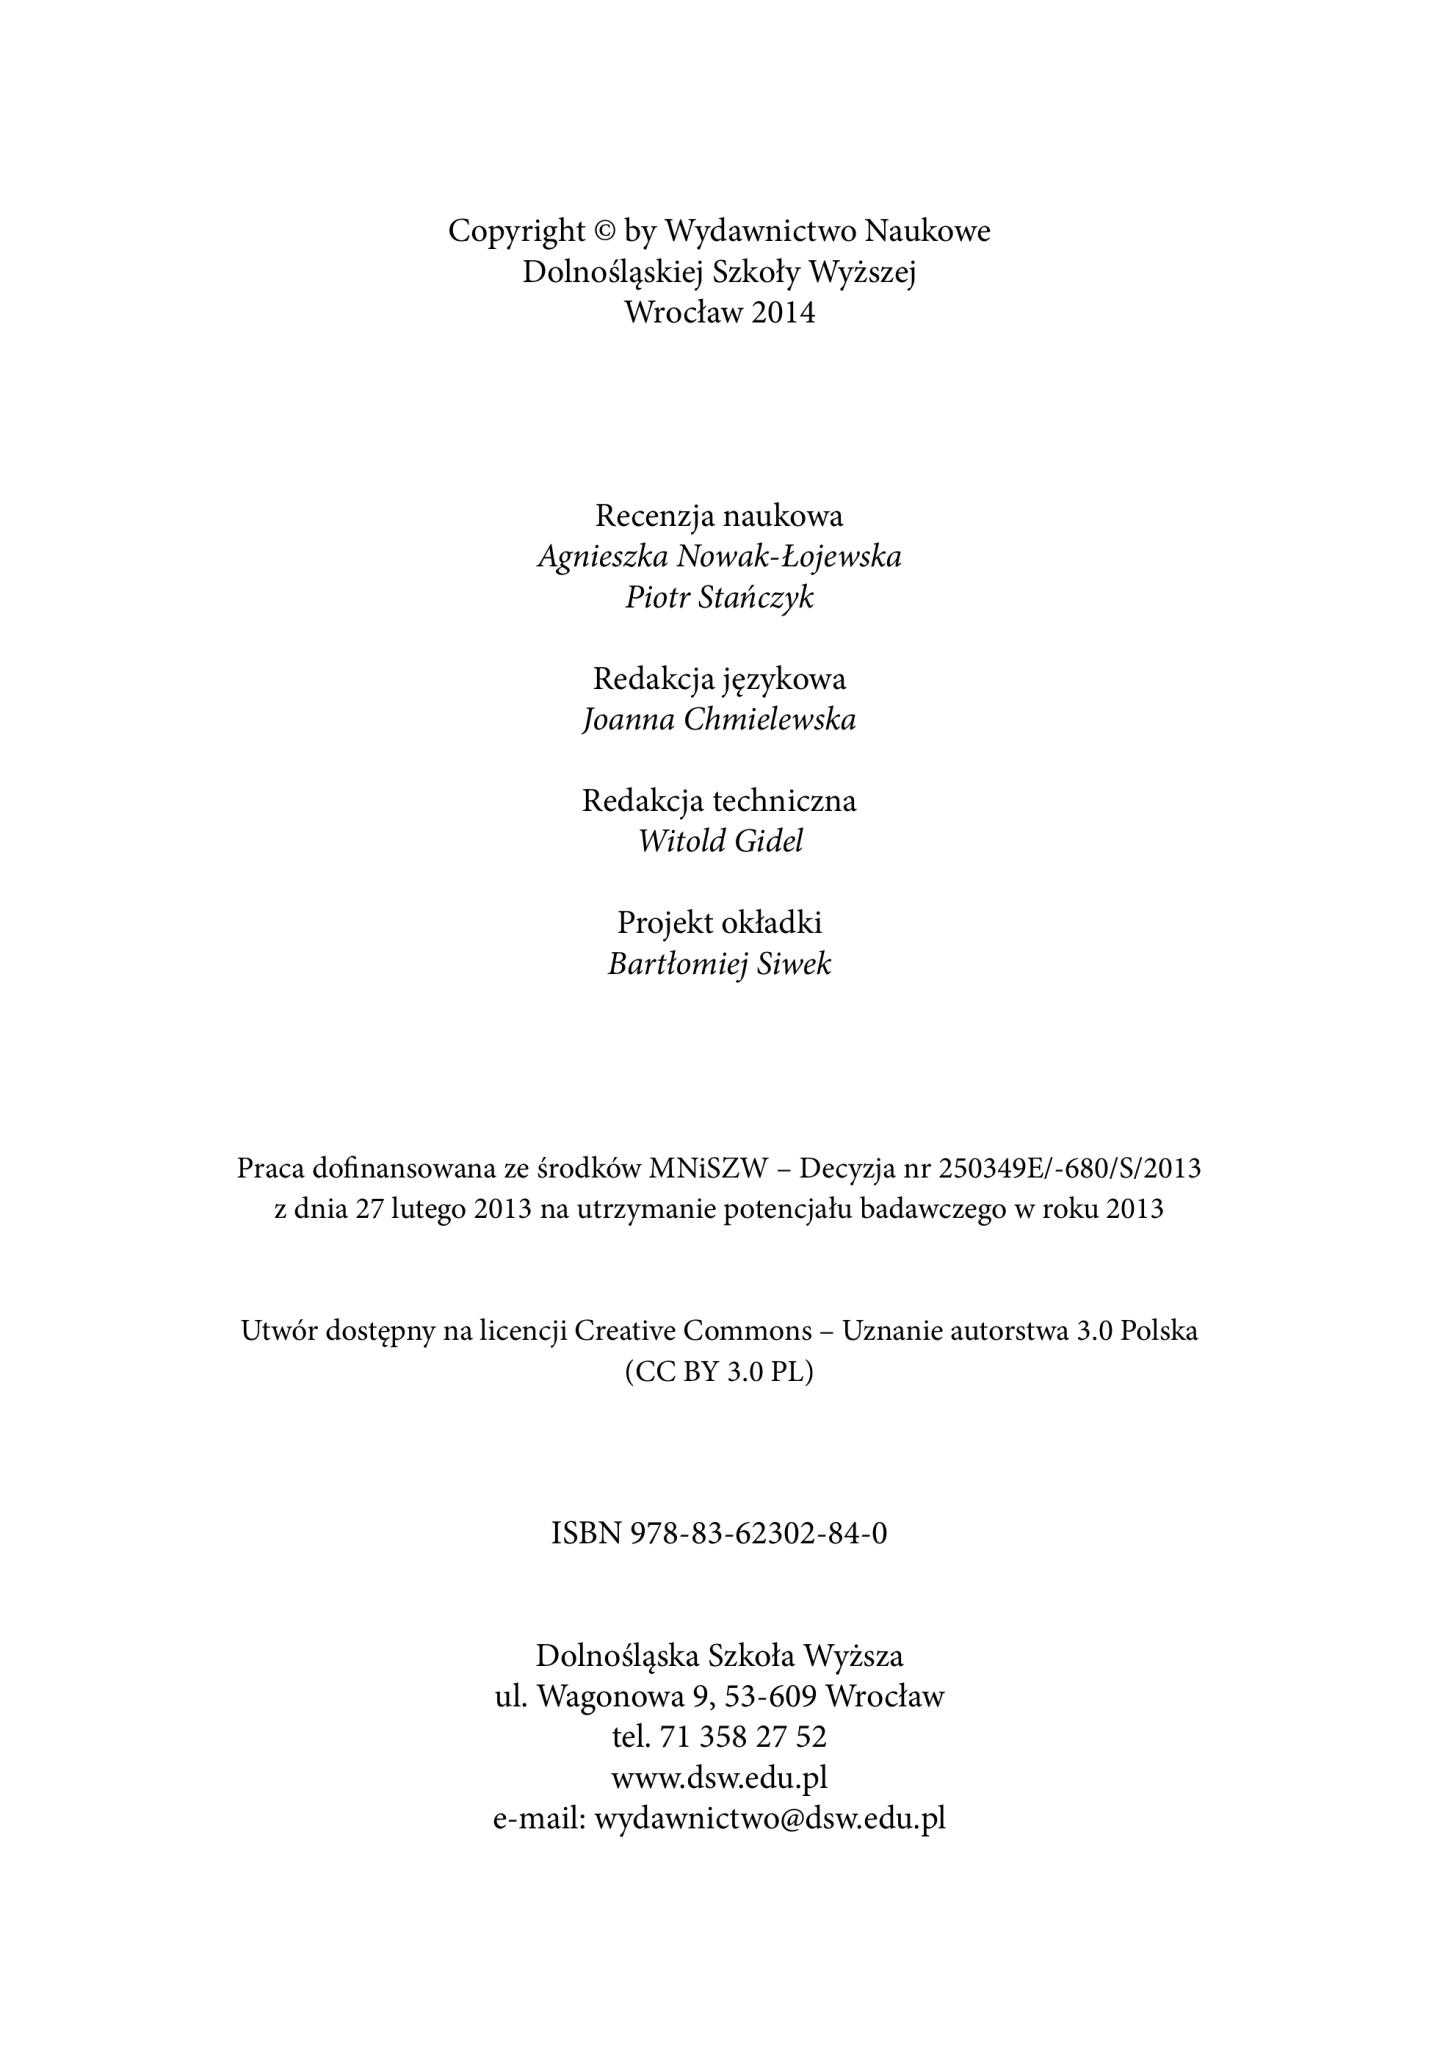 Copyright © by Wydawnictwo Naukowe
Dolnośląskiej Szkoły Wyższej
Wrocław 2014
Recenzja naukowa
Agnieszka Nowak-Łojewska
Piotr Stańczyk
Redakcja językowa
Joanna Chmielewska
Redakcja techniczna
Witold Gidel
Projekt okładki
Bartłomiej Siwek
Praca dofinansowana ze środków MNiSZW – Decyzja nr 250349E/-680/S/2013
z dnia 27 lutego 2013 na utrzymanie potencjału badawczego w roku 2013
Utwór dostępny na licencji Creative Commons – Uznanie autorstwa 3.0 Polska
(CC BY 3.0 PL)
ISBN 978-83-62302-84-0
Dolnośląska Szkoła Wyższa
ul. Wagonowa 9, 53-609 Wrocław
tel. 71 358 27 52
www.dsw.edu.pl
e-mail: wydawnictwo@dsw.edu.pl